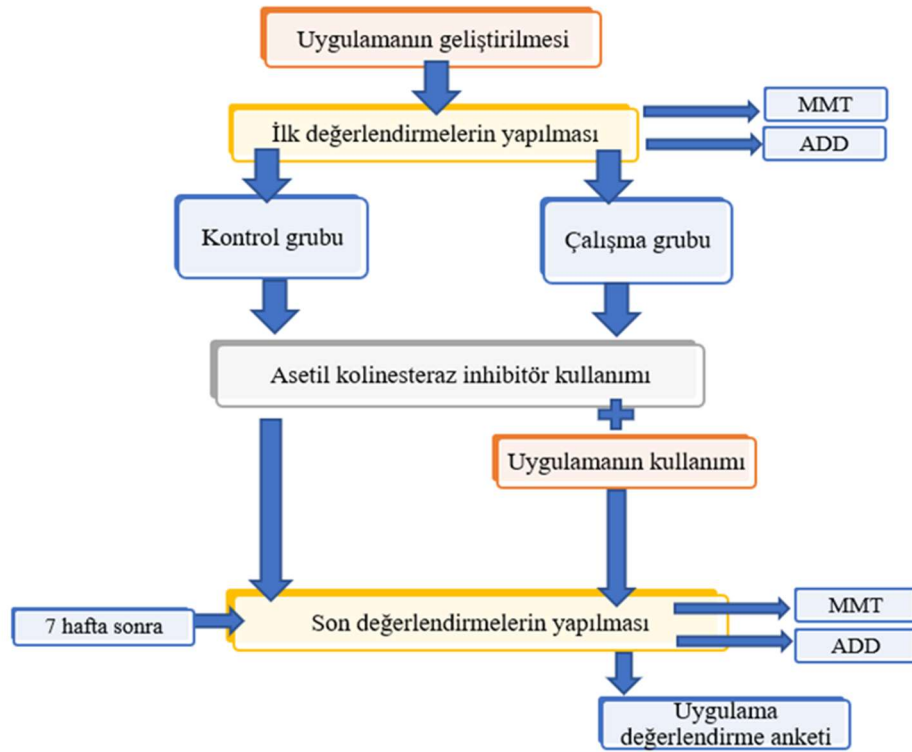 Uygulamanın geliştirilmesi
İlk değerlendirmelerin yapılması
MMT
ADD
Kontrol grubu
Çalışma grubu
Asetil kolinesteraz inhibitör kullanımı
Uygulamanın kullanımı
7 hafta sonra
Son değerlendirmelerin yapılması
MMT
ADD
Uygulama
değerlendirme anketi